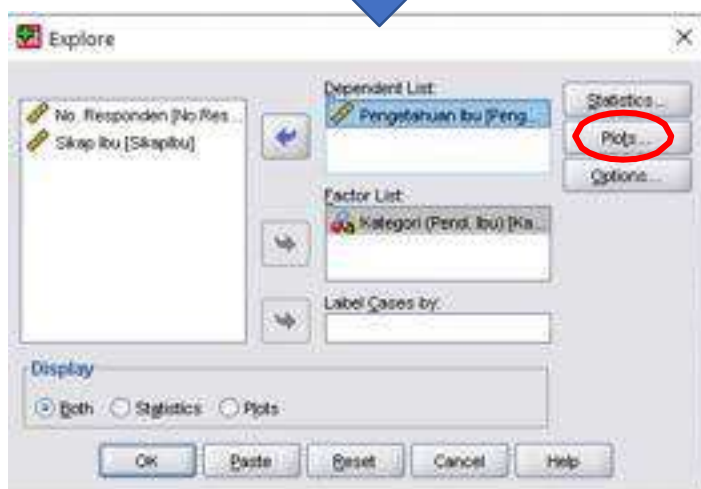 Explore
No. Responden [No Res...
Sikap Ibu [SikapIbu]
Dependent List:
Pengetahuan Ibu [Peng...
Factor List:
Kategori (Pend. Ibu) [Ka...
Label Cases by:
Statistics...
Plots...
Options...
Display
Both Statistics Plots
OK Paste Reset Cancel Help